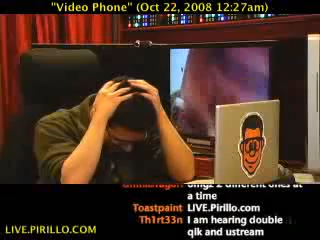 "Video Phone" (Oct 22, 2008 12:27am)
omg2 2 different ones at
a time
Toastpaint LIVE.Pirillo.com
Th1rt33n I am hearing double
qik and ustream
LIVE.PIRILLO.COM